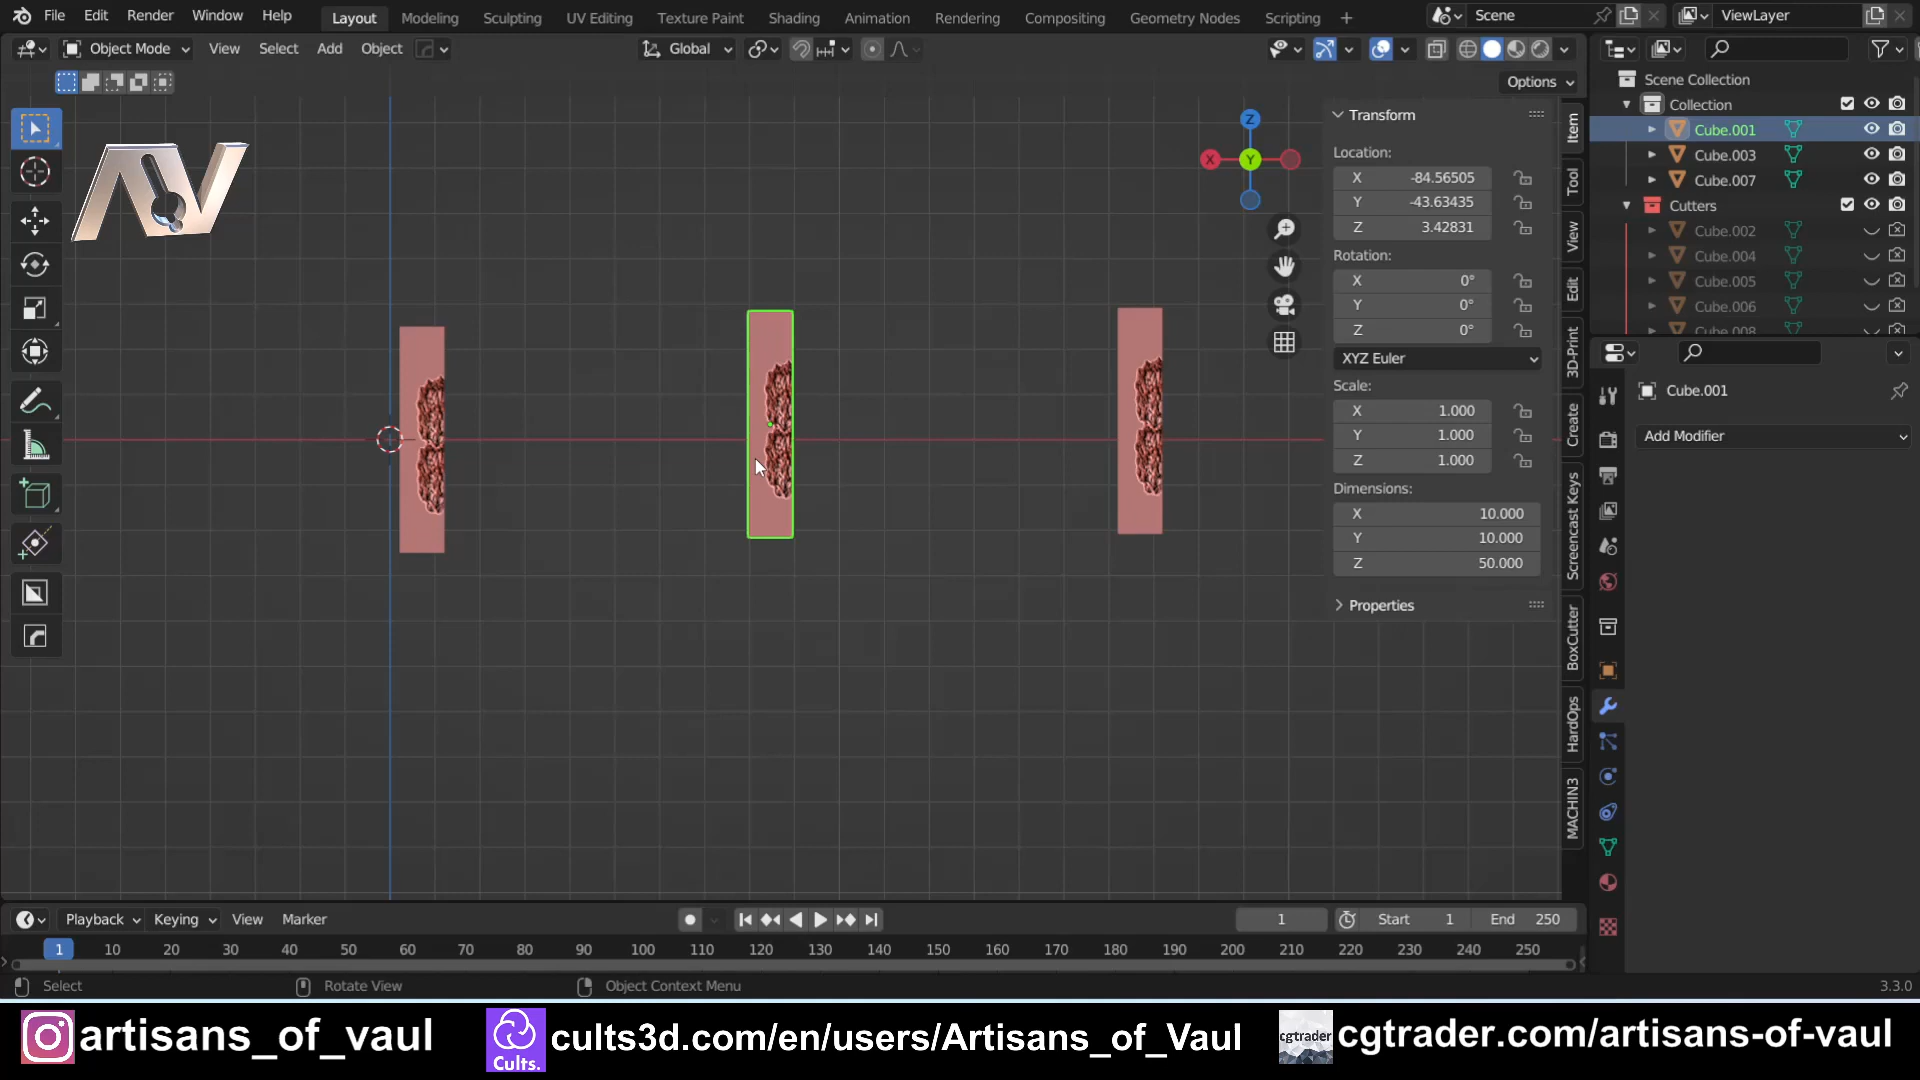 File Edit Render Window Help Layout Modeling Sculpting UV Editing Texture Paint Shading Animation Rendering Compositing Geometry Nodes Scripting Scene ViewLayer
Object Mode View Select Add Object Global
Options
Scene Collection
Collection
Cube.001
Cube.003
Cube.007
Cutters
Cube.002
Cube.004
Cube.005
Cube.006
Cube.008
AV
Z
X
Y
Transform
Location:
X -84.56505
Y -43.63435
Z 3.42831
Rotation:
X 0°
Y 0°
Z 0°
XYZ Euler
Scale:
X 1.000
Y 1.000
Z 1.000
Dimensions:
X 10.000
Y 10.000
Z 50.000
Properties
Item
Tool
View
Edit
3D-Print
Create
Screencast Keys
BoxCutter
HardOps
MACHIN3
Cube.001
Add Modifier
Playback Keying View Marker 1 Start 1 End 250
1 10 20 30 40 50 60 70 80 90 100 110 120 130 140 150 160 170 180 190 200 210 220 230 240 250
Select Rotate View Object Context Menu 3.3.0
artisans_of_vaul
Cults.
cults3d.com/en/users/Artisans_of_Vaul
cgtrader
cgtrader.com/artisans-of-vaul